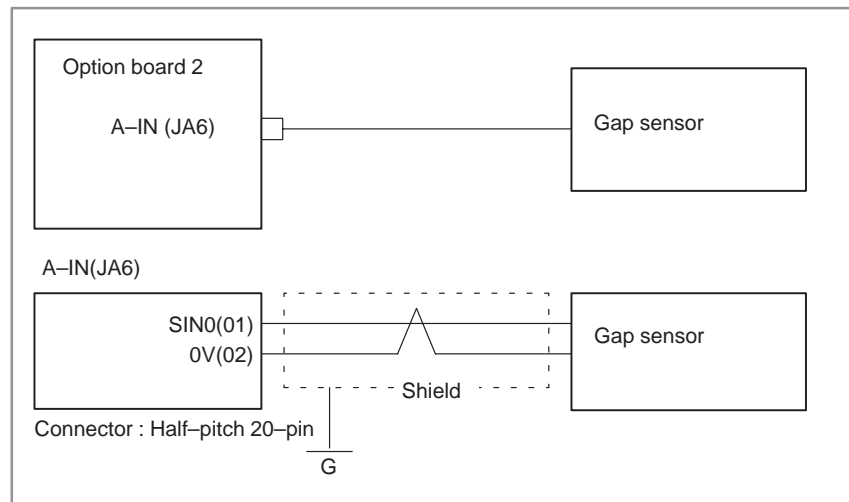 Option board 2
A–IN (JA6)
Gap sensor
A–IN(JA6)
SIN0(01)
0V(02)
Gap sensor
Shield
Connector : Half–pitch 20–pin
G